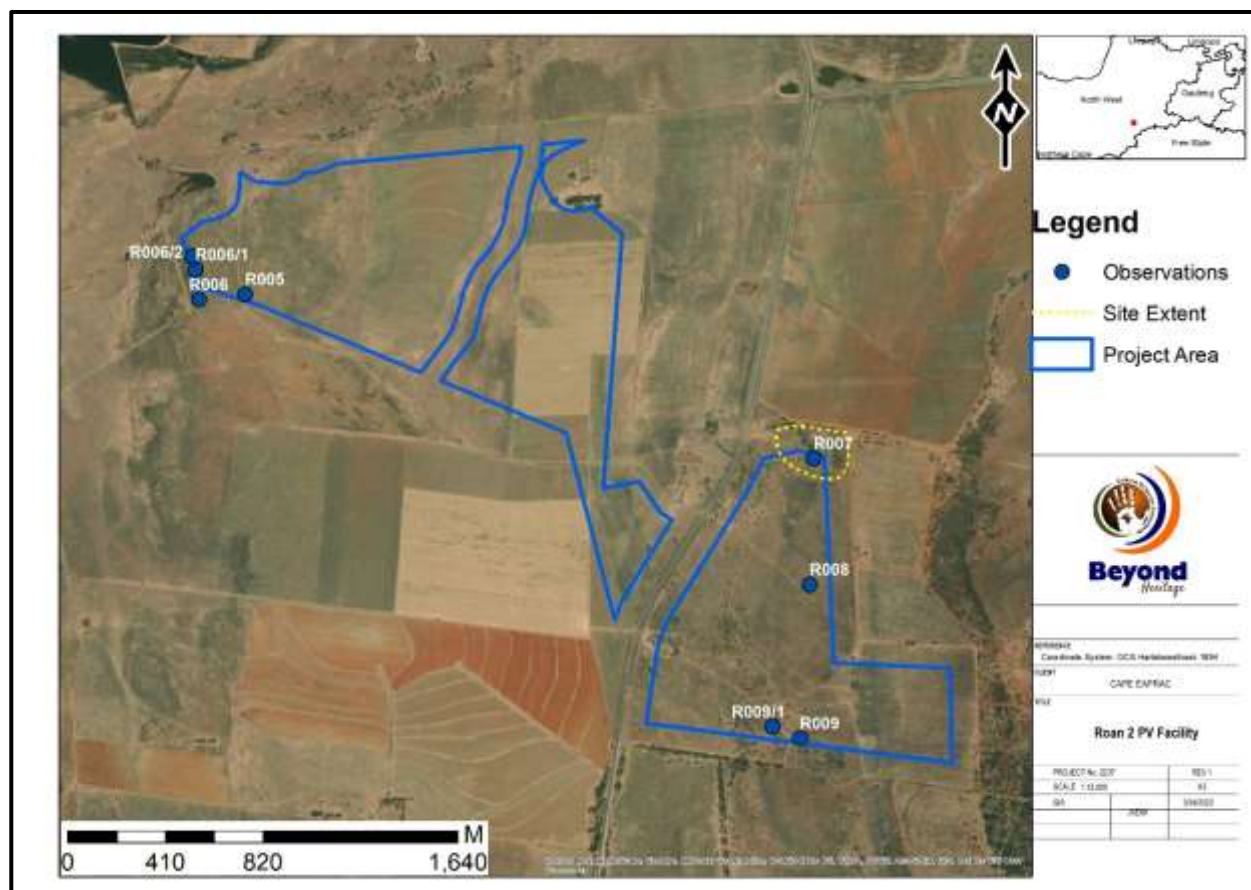 N
North West
Gauteng
Free State
Legend
Observations
Site Extent
Project Area
R006/2
R006/1
R006
R005
R007
R008
R009/1
R009
Beyond
Heritage
CAPE EAPRAC
Roan 2 PV Facility
M
0 410 820 1,640